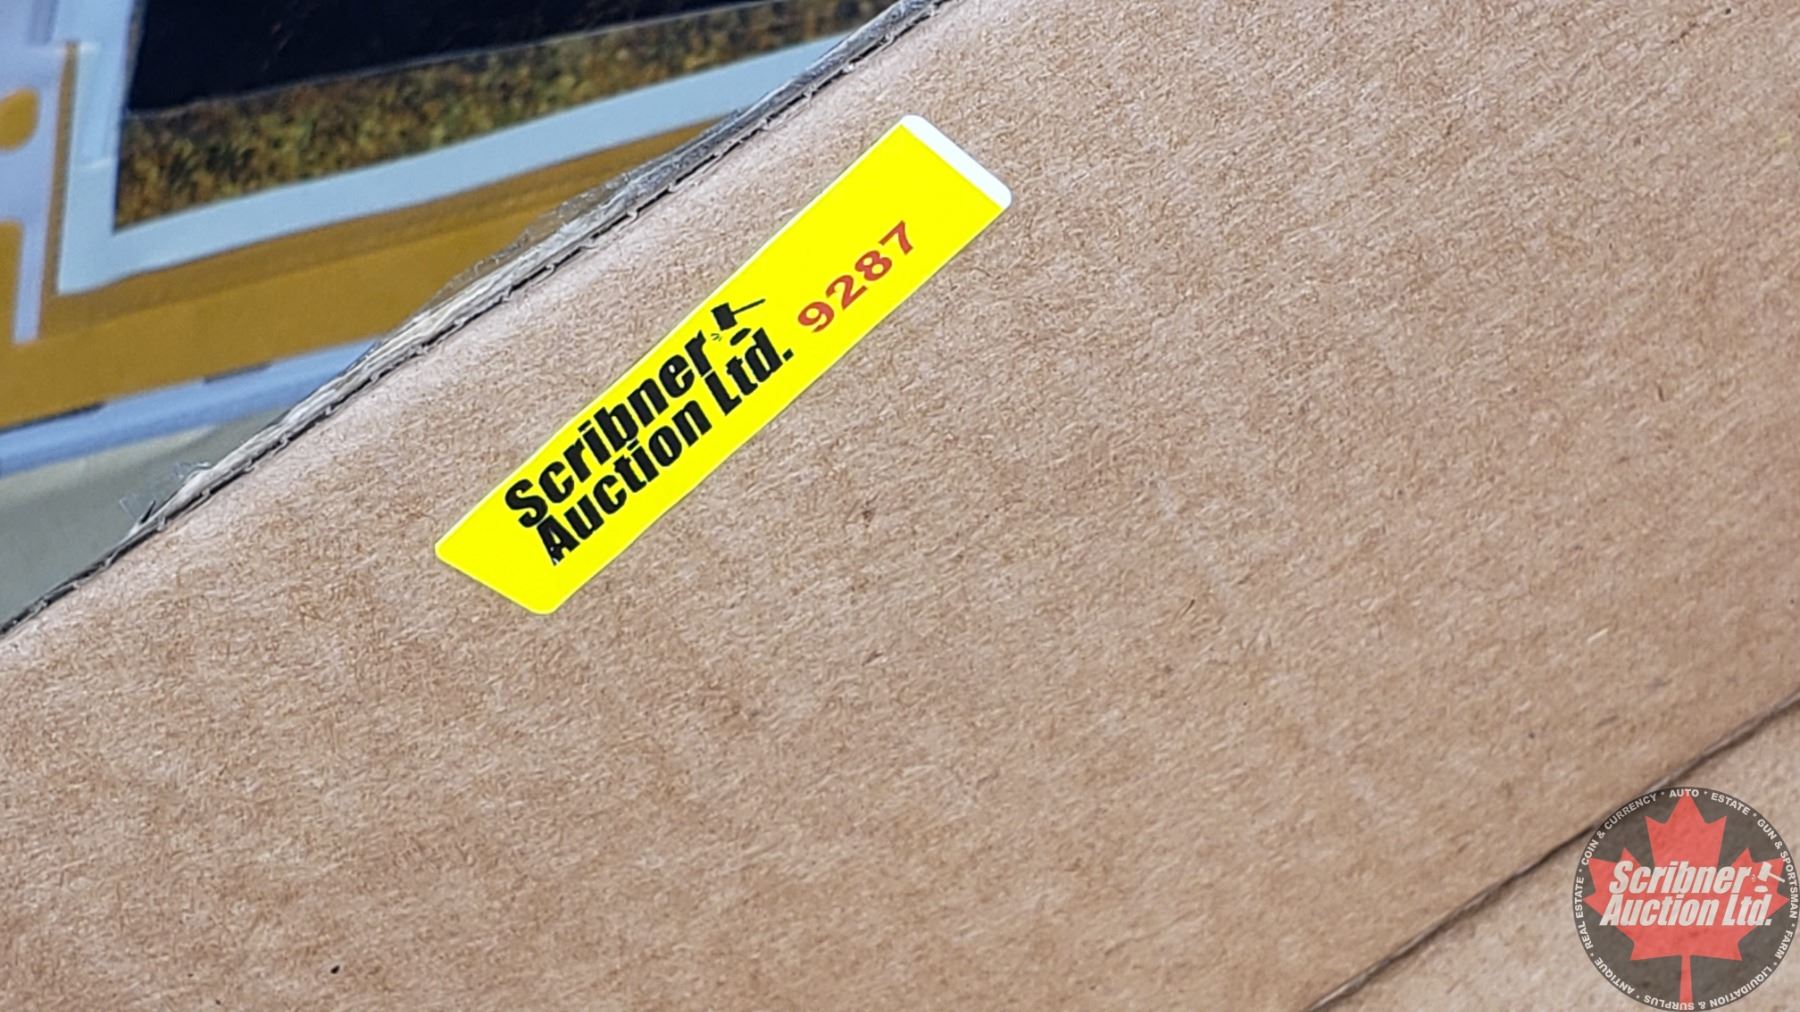 Scribner
Auction Ltd.
9287
COIN & CURRENCY * AUTO * ESTATE * GUN & SPORTSMAN * FARM * LIQUIDATION & SURPLUS * ANTIQUE * REAL ESTATE *
Scribner
Auction Ltd.